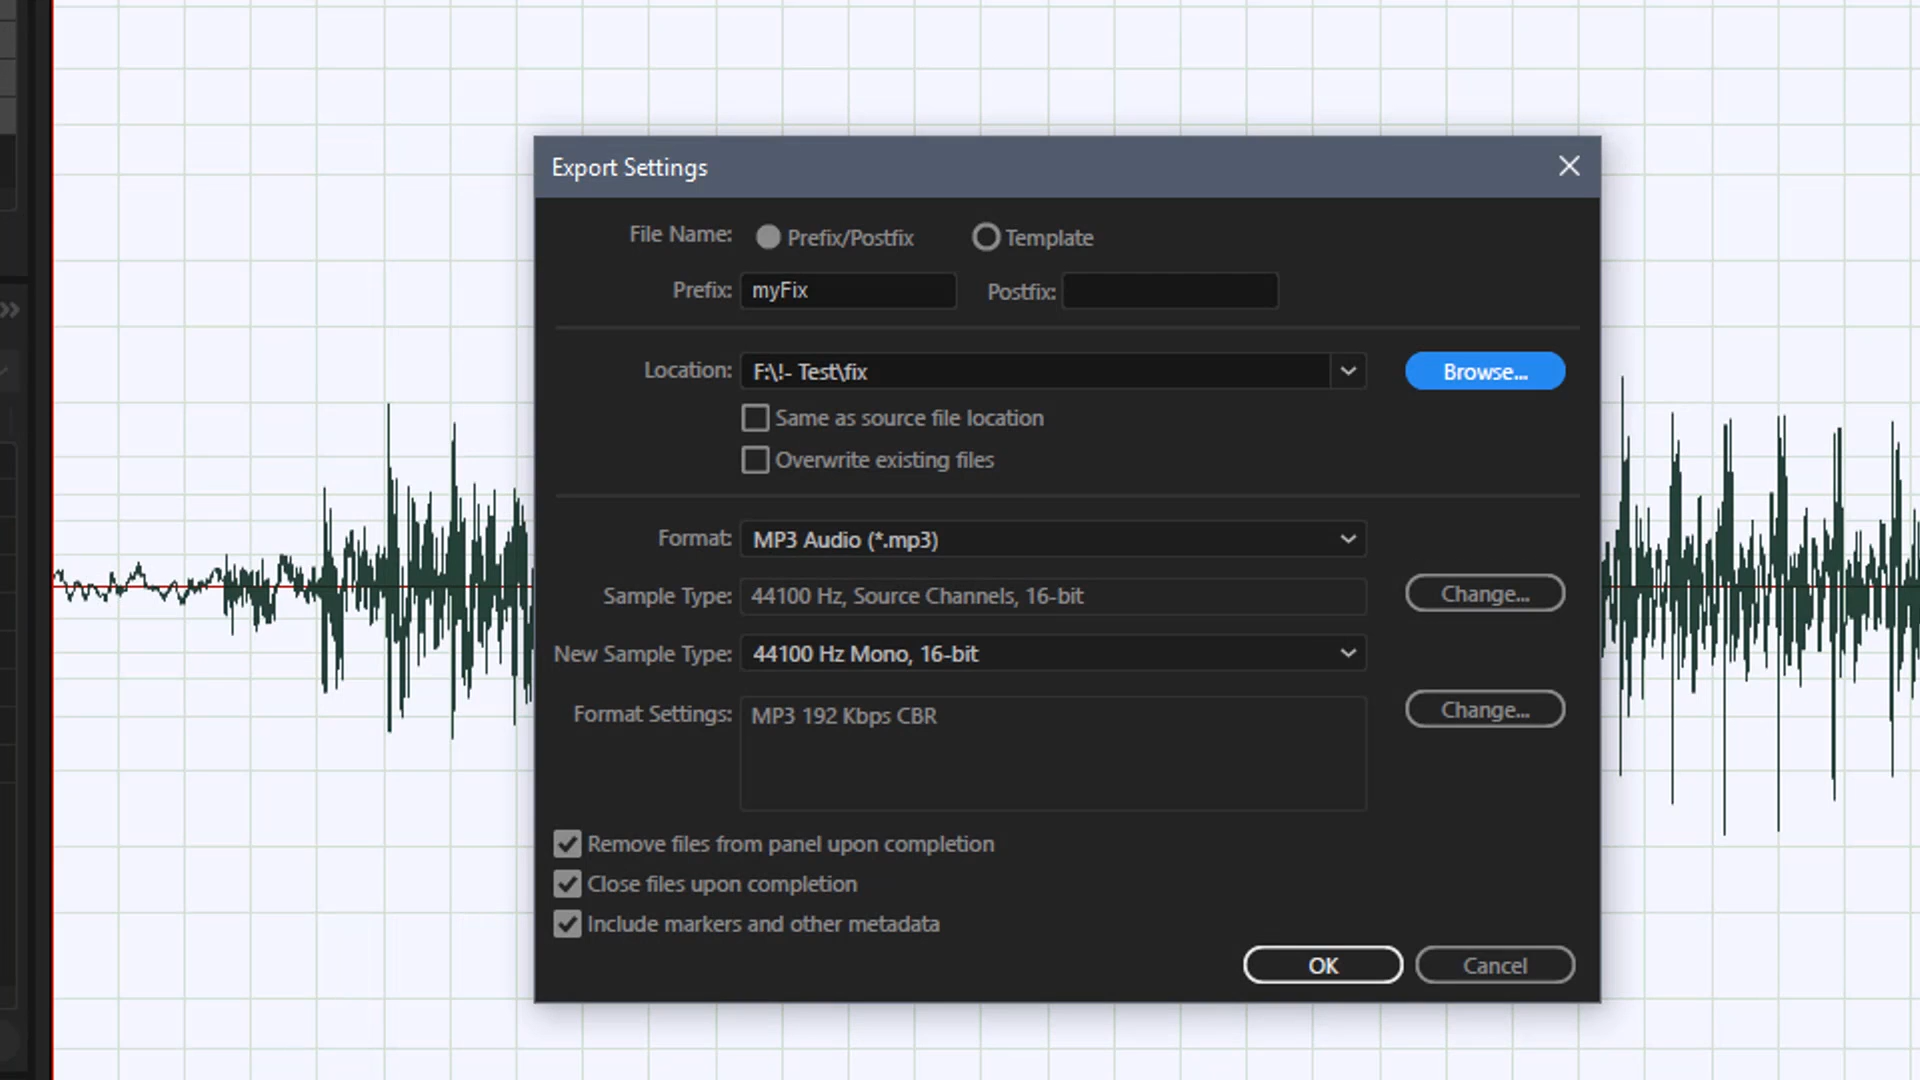 Export Settings
File Name: Prefix/Postfix Template
Prefix: myFix Postfix:
Location: F:\!- Test\fix Browse...
Same as source file location
Overwrite existing files
Format: MP3 Audio (*.mp3)
Sample Type: 44100 Hz, Source Channels, 16-bit Change...
New Sample Type: 44100 Hz Mono, 16-bit
Format Settings: MP3 192 Kbps CBR Change...
Remove files from panel upon completion
Close files upon completion
Include markers and other metadata
OK Cancel